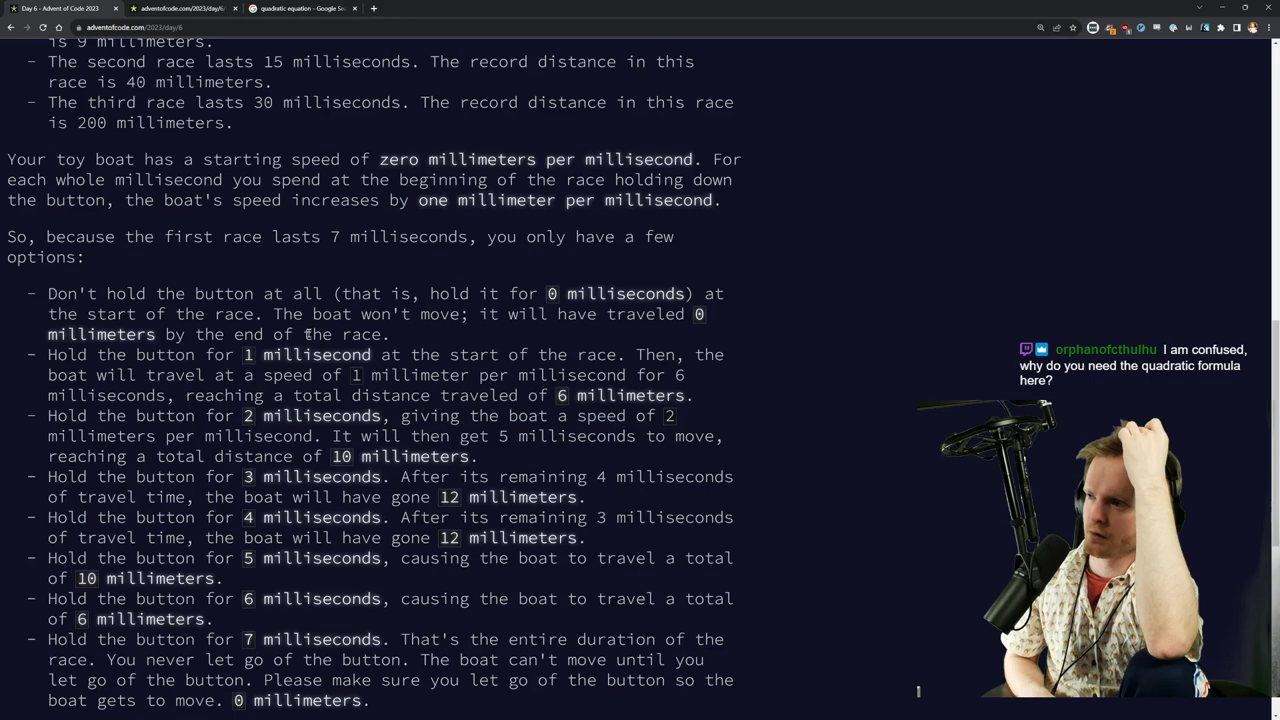 Day 6 - Advent of Code 2023
adventofcode.com/2023/day/6
quadratic equation - Google Se
adventofcode.com/2023/day/6
is 9 millimeters.
- The second race lasts 15 milliseconds. The record distance in this
race is 40 millimeters.
- The third race lasts 30 milliseconds. The record distance in this race
is 200 millimeters.
Your toy boat has a starting speed of zero millimeters per millisecond. For
each whole millisecond you spend at the beginning of the race holding down
the button, the boat's speed increases by one millimeter per millisecond.
So, because the first race lasts 7 milliseconds, you only have a few
options:
- Don't hold the button at all (that is, hold it for 0 milliseconds) at
the start of the race. The boat won't move; it will have traveled 0
millimeters by the end of the race.
- Hold the button for 1 millisecond at the start of the race. Then, the
boat will travel at a speed of 1 millimeter per millisecond for 6
milliseconds, reaching a total distance traveled of 6 millimeters.
- Hold the button for 2 milliseconds, giving the boat a speed of 2
millimeters per millisecond. It will then get 5 milliseconds to move,
reaching a total distance of 10 millimeters.
- Hold the button for 3 milliseconds. After its remaining 4 milliseconds
of travel time, the boat will have gone 12 millimeters.
- Hold the button for 4 milliseconds. After its remaining 3 milliseconds
of travel time, the boat will have gone 12 millimeters.
- Hold the button for 5 milliseconds, causing the boat to travel a total
of 10 millimeters.
- Hold the button for 6 milliseconds, causing the boat to travel a total
of 6 millimeters.
- Hold the button for 7 milliseconds. That's the entire duration of the
race. You never let go of the button. The boat can't move until you
let go of the button. Please make sure you let go of the button so the
boat gets to move. 0 millimeters.
orphanofcthulhu I am confused,
why do you need the quadratic formula
here?